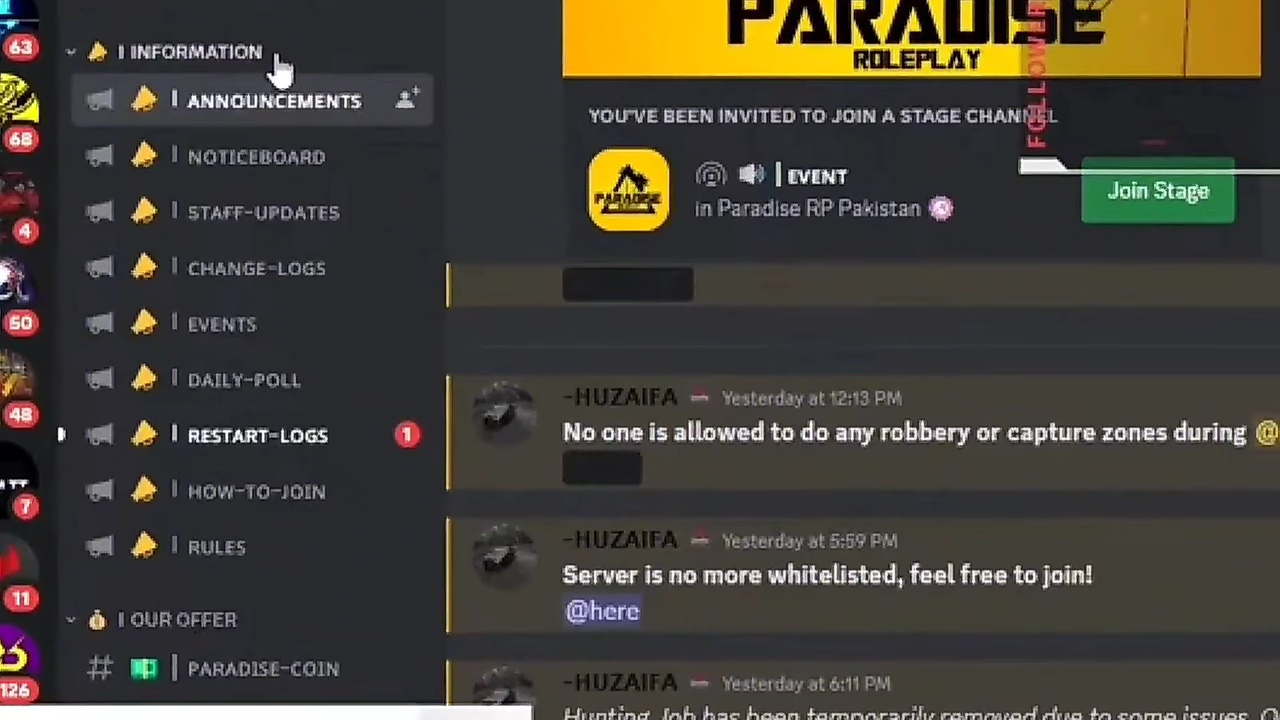 63
68
4
50
48
7
11
126
| INFORMATION
| ANNOUNCEMENTS
| NOTICEBOARD
| STAFF-UPDATES
| CHANGE-LOGS
| EVENTS
| DAILY-POLL
| RESTART-LOGS 1
| HOW-TO-JOIN
| RULES
| OUR OFFER
# | PARADISE-COIN
PARADISE
ROLEPLAY
FOLLOWER
YOU'VE BEEN INVITED TO JOIN A STAGE CHANNEL
PARADISE
| EVENT
in Paradise RP Pakistan
Join Stage
-HUZAIFA Yesterday at 12:13 PM
No one is allowed to do any robbery or capture zones during @
-HUZAIFA Yesterday at 5:59 PM
Server is no more whitelisted, feel free to join!
@here
-HUZAIFA Yesterday at 6:11 PM
Hunting Job has been temporarily removed due to some issues.